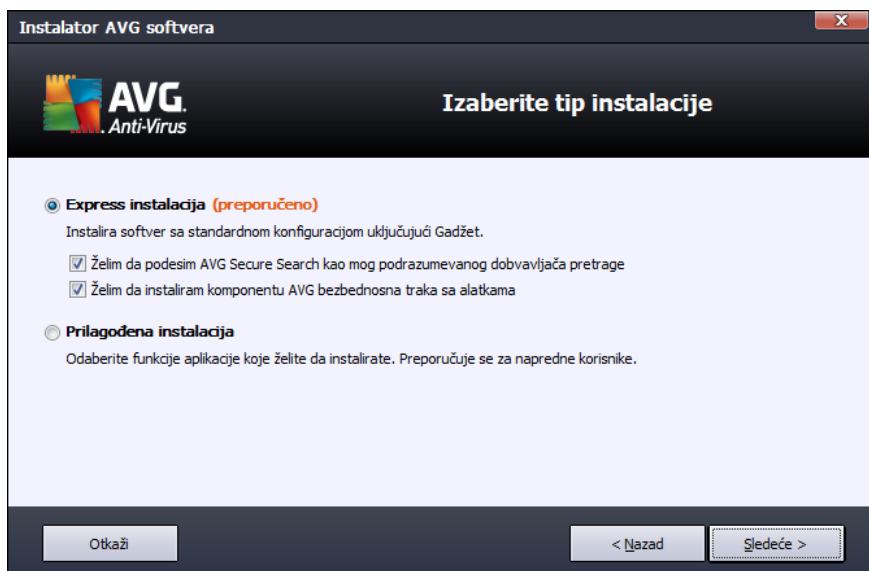 Instalator AVG softvera
X
AVG.
Anti-Virus
Izaberite tip instalacije
Express instalacija (preporučeno)
Instalira softver sa standardnom konfiguracijom uključujući Gadžet.
Želim da podesim AVG Secure Search kao mog podrazumevanog dobvavljača pretrage
Želim da instaliram komponentu AVG bezbednosna traka sa alatkama
Prilagođena instalacija
Odaberite funkcije aplikacije koje želite da instalirate. Preporučuje se za napredne korisnike.
Otkaži
< Nazad
Sledeće >